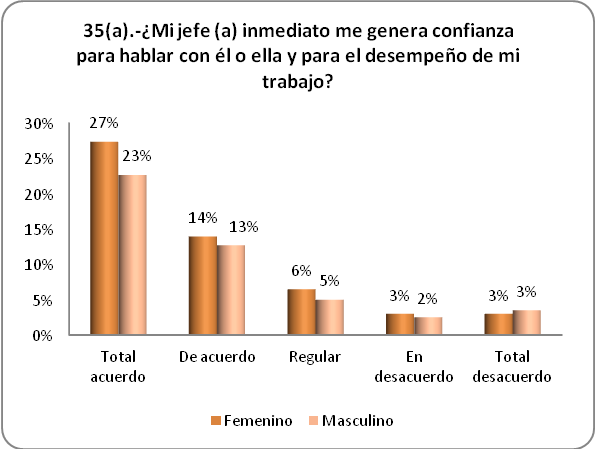 35(a).-¿Mi jefe (a) inmediato me genera confianza
para hablar con él o ella y para el desempeño de mi
trabajo?
30%
25%
20%
15%
10%
5%
0%
27%
23%
14%
13%
6%
5%
3%
2%
3%
3%
Total
acuerdo
De acuerdo
Regular
En
desacuerdo
Total
desacuerdo
Femenino
Masculino